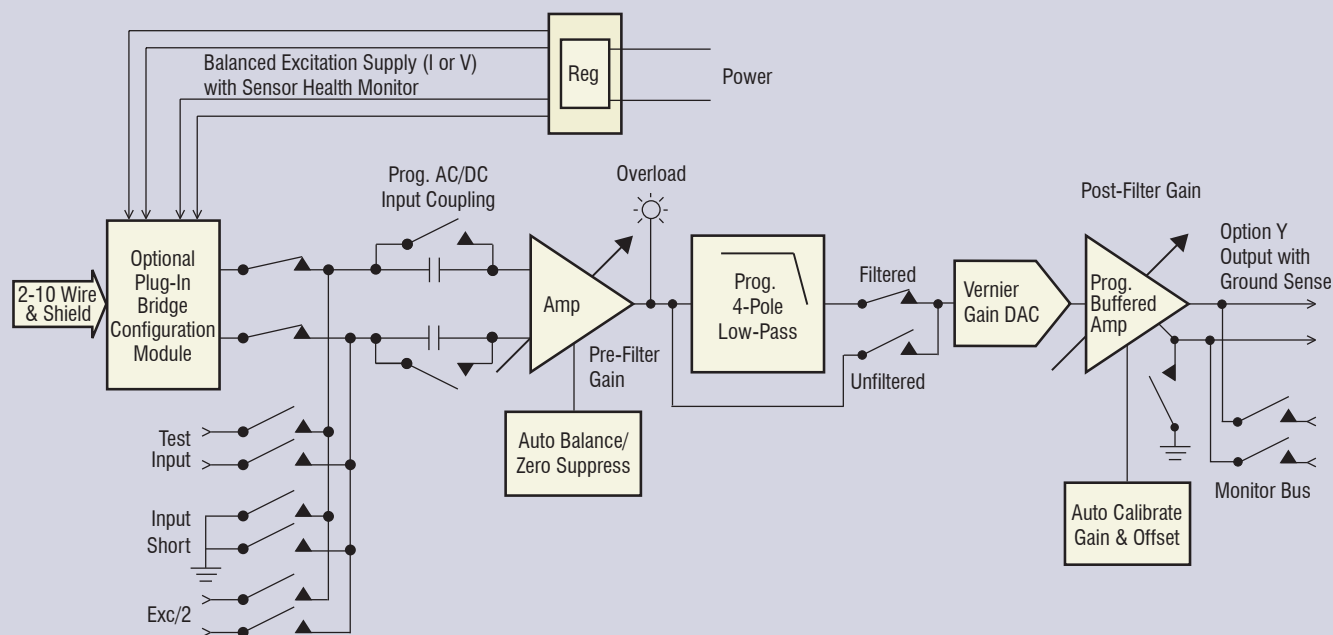 Balanced Excitation Supply (I or V)
with Sensor Health Monitor
Reg
Power
Prog. AC/DC
Input Coupling
Overload
Post-Filter Gain
Option Y
Output with
Ground Sense
2-10 Wire
& Shield
Optional
Plug-In
Bridge
Configuration
Module
Amp
Pre-Filter
Gain
Prog.
4-Pole
Low-Pass
Filtered
Unfiltered
Vernier
Gain DAC
Prog.
Buffered
Amp
Auto Balance/
Zero Suppress
Test
Input
Input
Short
Exc/2
Auto Calibrate
Gain & Offset
Monitor Bus